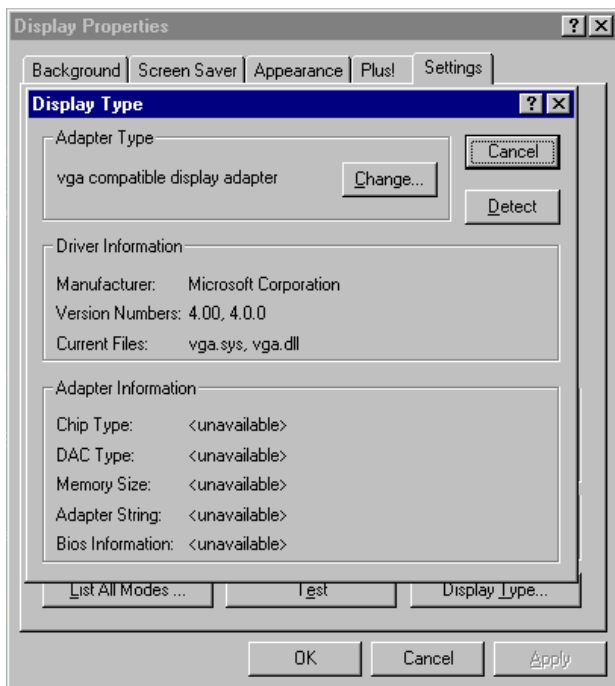 Display Properties
Background Screen Saver Appearance Plus! Settings
Display Type
Adapter Type
vga compatible display adapter
Change...
Cancel
Detect
Driver Information
Manufacturer: Microsoft Corporation
Version Numbers: 4.00, 4.0.0
Current Files: vga.sys, vga.dll
Adapter Information
Chip Type: <unavailable>
DAC Type: <unavailable>
Memory Size: <unavailable>
Adapter String: <unavailable>
Bios Information: <unavailable>
List All Modes ... Test Display Type...
OK Cancel Apply